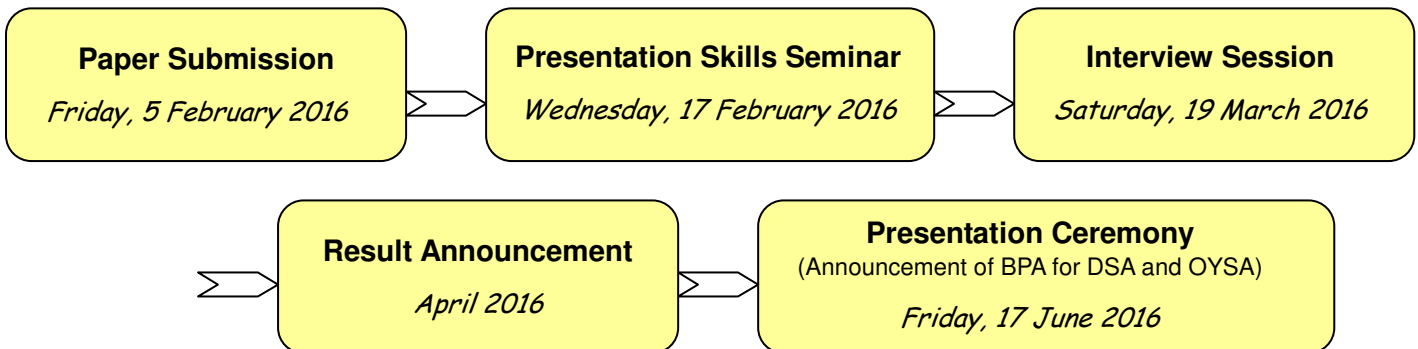 Paper Submission
Friday, 5 February 2016
Presentation Skills Seminar
Wednesday, 17 February 2016
Interview Session
Saturday, 19 March 2016
Result Announcement
April 2016
Presentation Ceremony
(Announcement of BPA for DSA and OYSA)
Friday, 17 June 2016